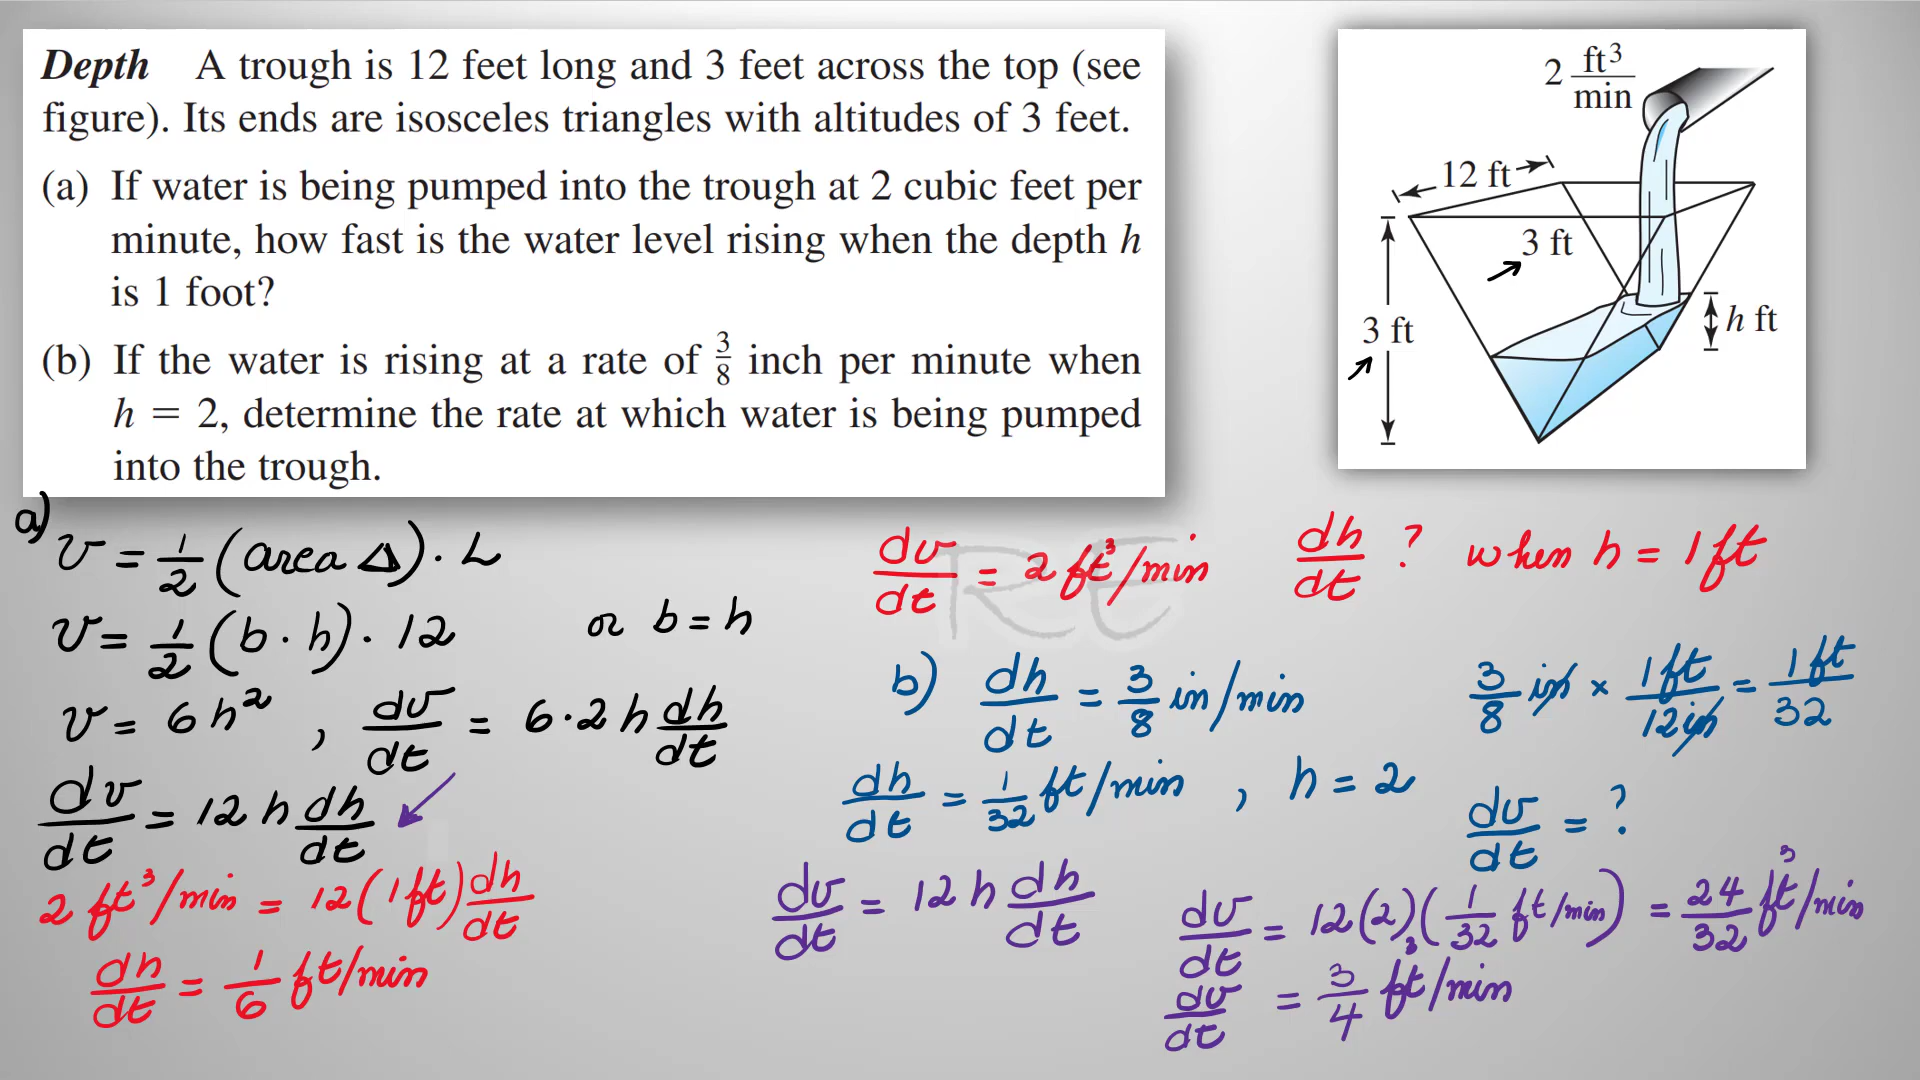 Depth A trough is 12 feet long and 3 feet across the top (see
figure). Its ends are isosceles triangles with altitudes of 3 feet.
(a) If water is being pumped into the trough at 2 cubic feet per
minute, how fast is the water level rising when the depth h
is 1 foot?
(b) If the water is rising at a rate of 3/8 inch per minute when
h = 2, determine the rate at which water is being pumped
into the trough.
2 ft³/min
12 ft
3 ft
3 ft
h ft
a)
v = 1/2 (area Δ) · L
v = 1/2 (b · h) · 12 or b = h
v = 6h² , dv/dt = 6·2h dh/dt
dv/dt = 12h dh/dt
2 ft³/min = 12(1ft) dh/dt
dh/dt = 1/6 ft/min
RE
dv/dt = 2 ft³/min dh/dt ? when h = 1ft
b) dh/dt = 3/8 in/min 3/8 in × 1ft/12in = 1ft/32
dh/dt = 1/32 ft/min , h = 2 dv/dt = ?
dv/dt = 12h dh/dt
dv/dt = 12(2)(1/32 ft/min) = 24/32 ft³/min
dv/dt = 3/4 ft³/min